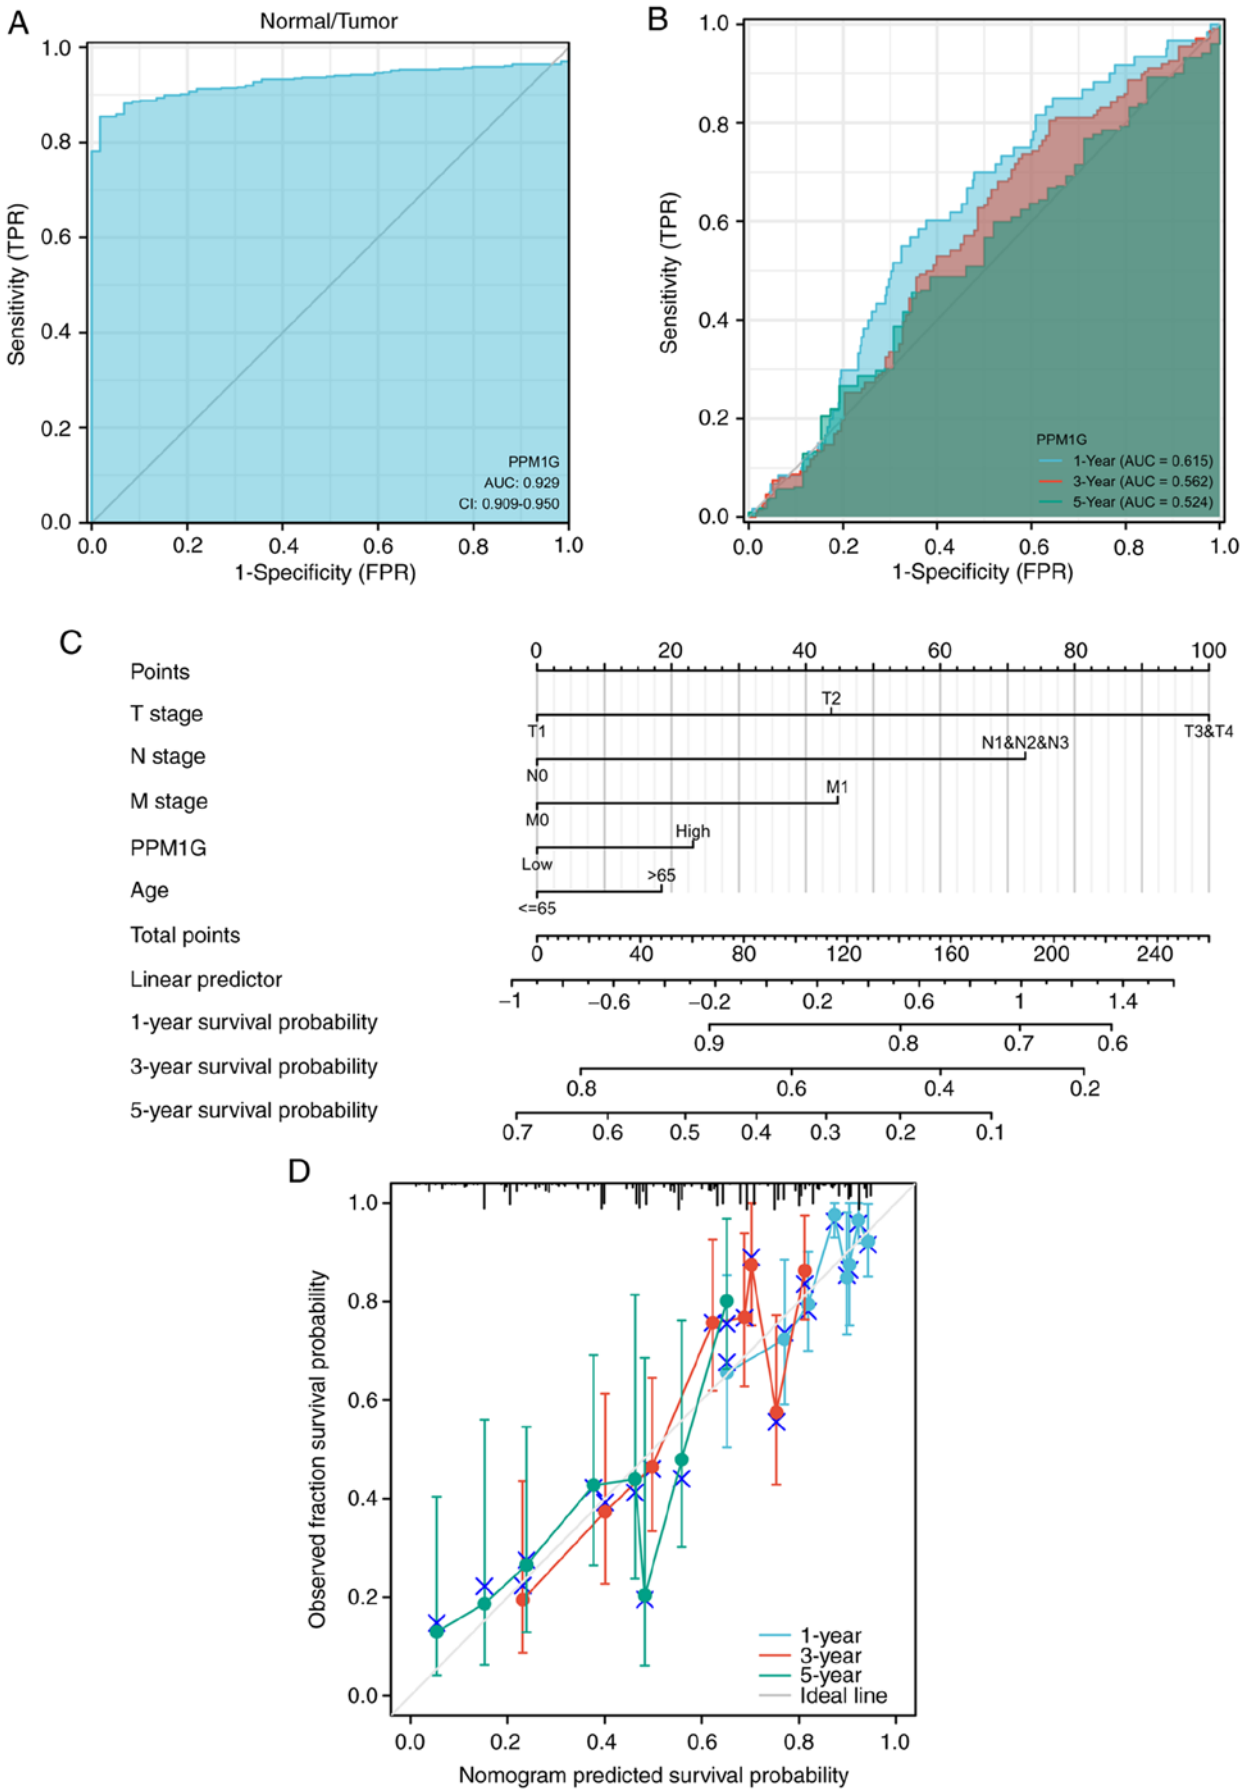 A
Normal/Tumor
1.0
0.8
0.6
0.4
0.2
0.0
Sensitivity (TPR)
PPM1G
AUC: 0.929
CI: 0.909-0.950
0.0 0.2 0.4 0.6 0.8 1.0
1-Specificity (FPR)
B
1.0
0.8
0.6
0.4
0.2
0.0
Sensitivity (TPR)
PPM1G
1-Year (AUC = 0.615)
3-Year (AUC = 0.562)
5-Year (AUC = 0.524)
0.0 0.2 0.4 0.6 0.8 1.0
1-Specificity (FPR)
C
0 20 40 60 80 100
Points
T2
T stage
T1 T3&T4
N1&N2&N3
N stage
N0
M1
M stage
M0
High
PPM1G
Low
>65
Age
<=65
Total points
0 40 80 120 160 200 240
Linear predictor
−1 −0.6 −0.2 0.2 0.6 1 1.4
1-year survival probability
0.9 0.8 0.7 0.6
3-year survival probability
0.8 0.6 0.4 0.2
5-year survival probability
0.7 0.6 0.5 0.4 0.3 0.2 0.1
D
1.0
0.8
0.6
0.4
0.2
0.0
Observed fraction survival probability
1-year
3-year
5-year
Ideal line
0.0 0.2 0.4 0.6 0.8 1.0
Nomogram predicted survival probability